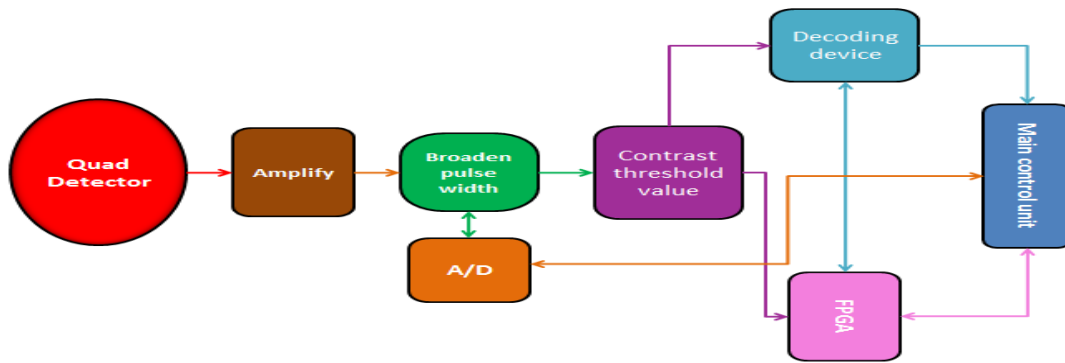 Quad
Detector
Amplify
Broaden
pulse
width
A/D
Contrast
threshold
value
Decoding
device
Main control unit
FPGA